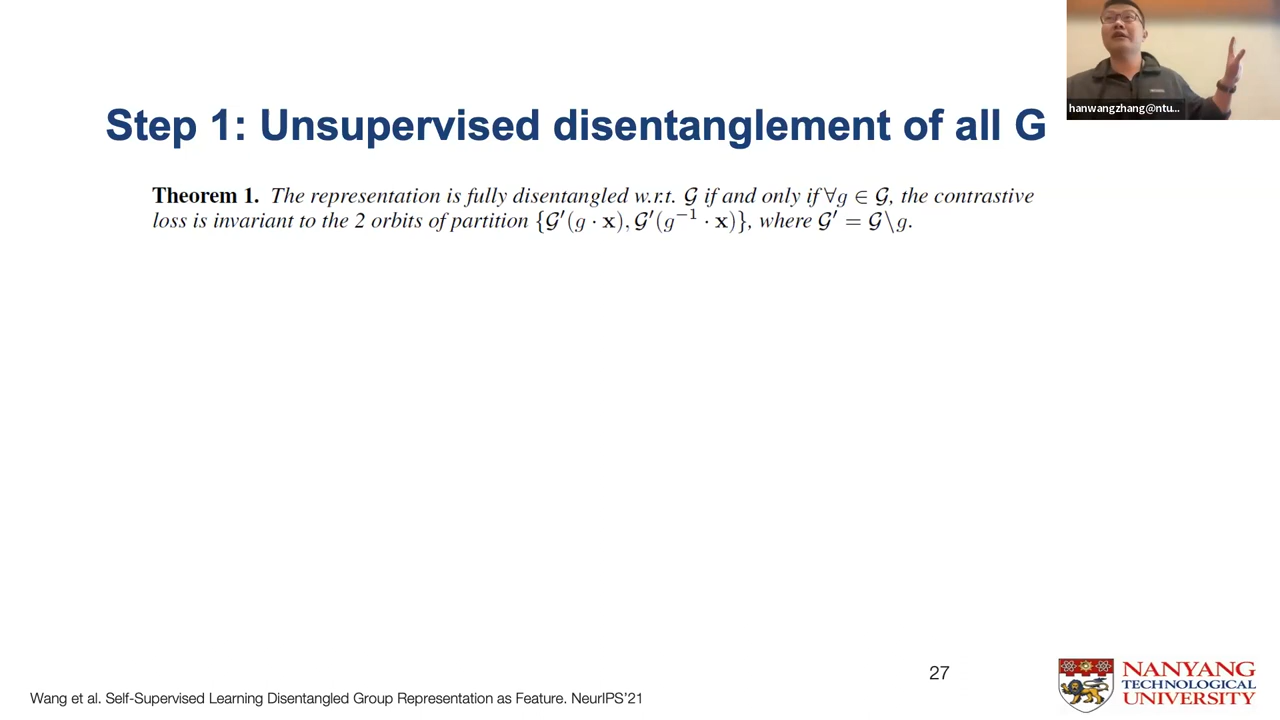 hanwangzhang@ntu...
Step 1: Unsupervised disentanglement of all G
Theorem 1. The representation is fully disentangled w.r.t. 𝒢 if and only if ∀g ∈ 𝒢, the contrastive
loss is invariant to the 2 orbits of partition {𝒢′(g · x), 𝒢′(g⁻¹ · x)}, where 𝒢′ = 𝒢\g.
27
NANYANG
TECHNOLOGICAL
UNIVERSITY
Wang et al. Self-Supervised Learning Disentangled Group Representation as Feature. NeurIPS'21